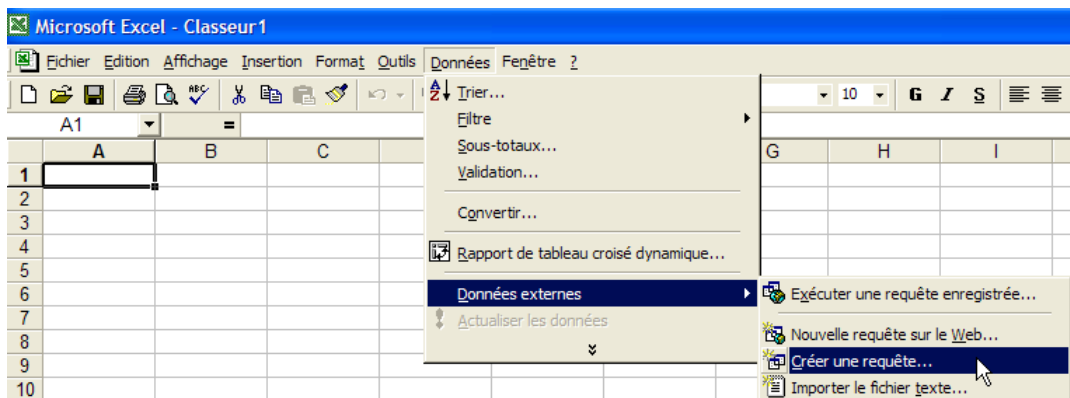 Microsoft Excel - Classeur1
Fichier Edition Affichage Insertion Format Outils Données Fenêtre ?
ABC 10 G I S
A1 =
A B C G H I
1
2
3
4
5
6
7
8
9
10
Trier...
Filtre
Sous-totaux...
Validation...
Convertir...
Rapport de tableau croisé dynamique...
Données externes
Actualiser les données
Exécuter une requête enregistrée...
Nouvelle requête sur le Web...
Créer une requête...
Importer le fichier texte...